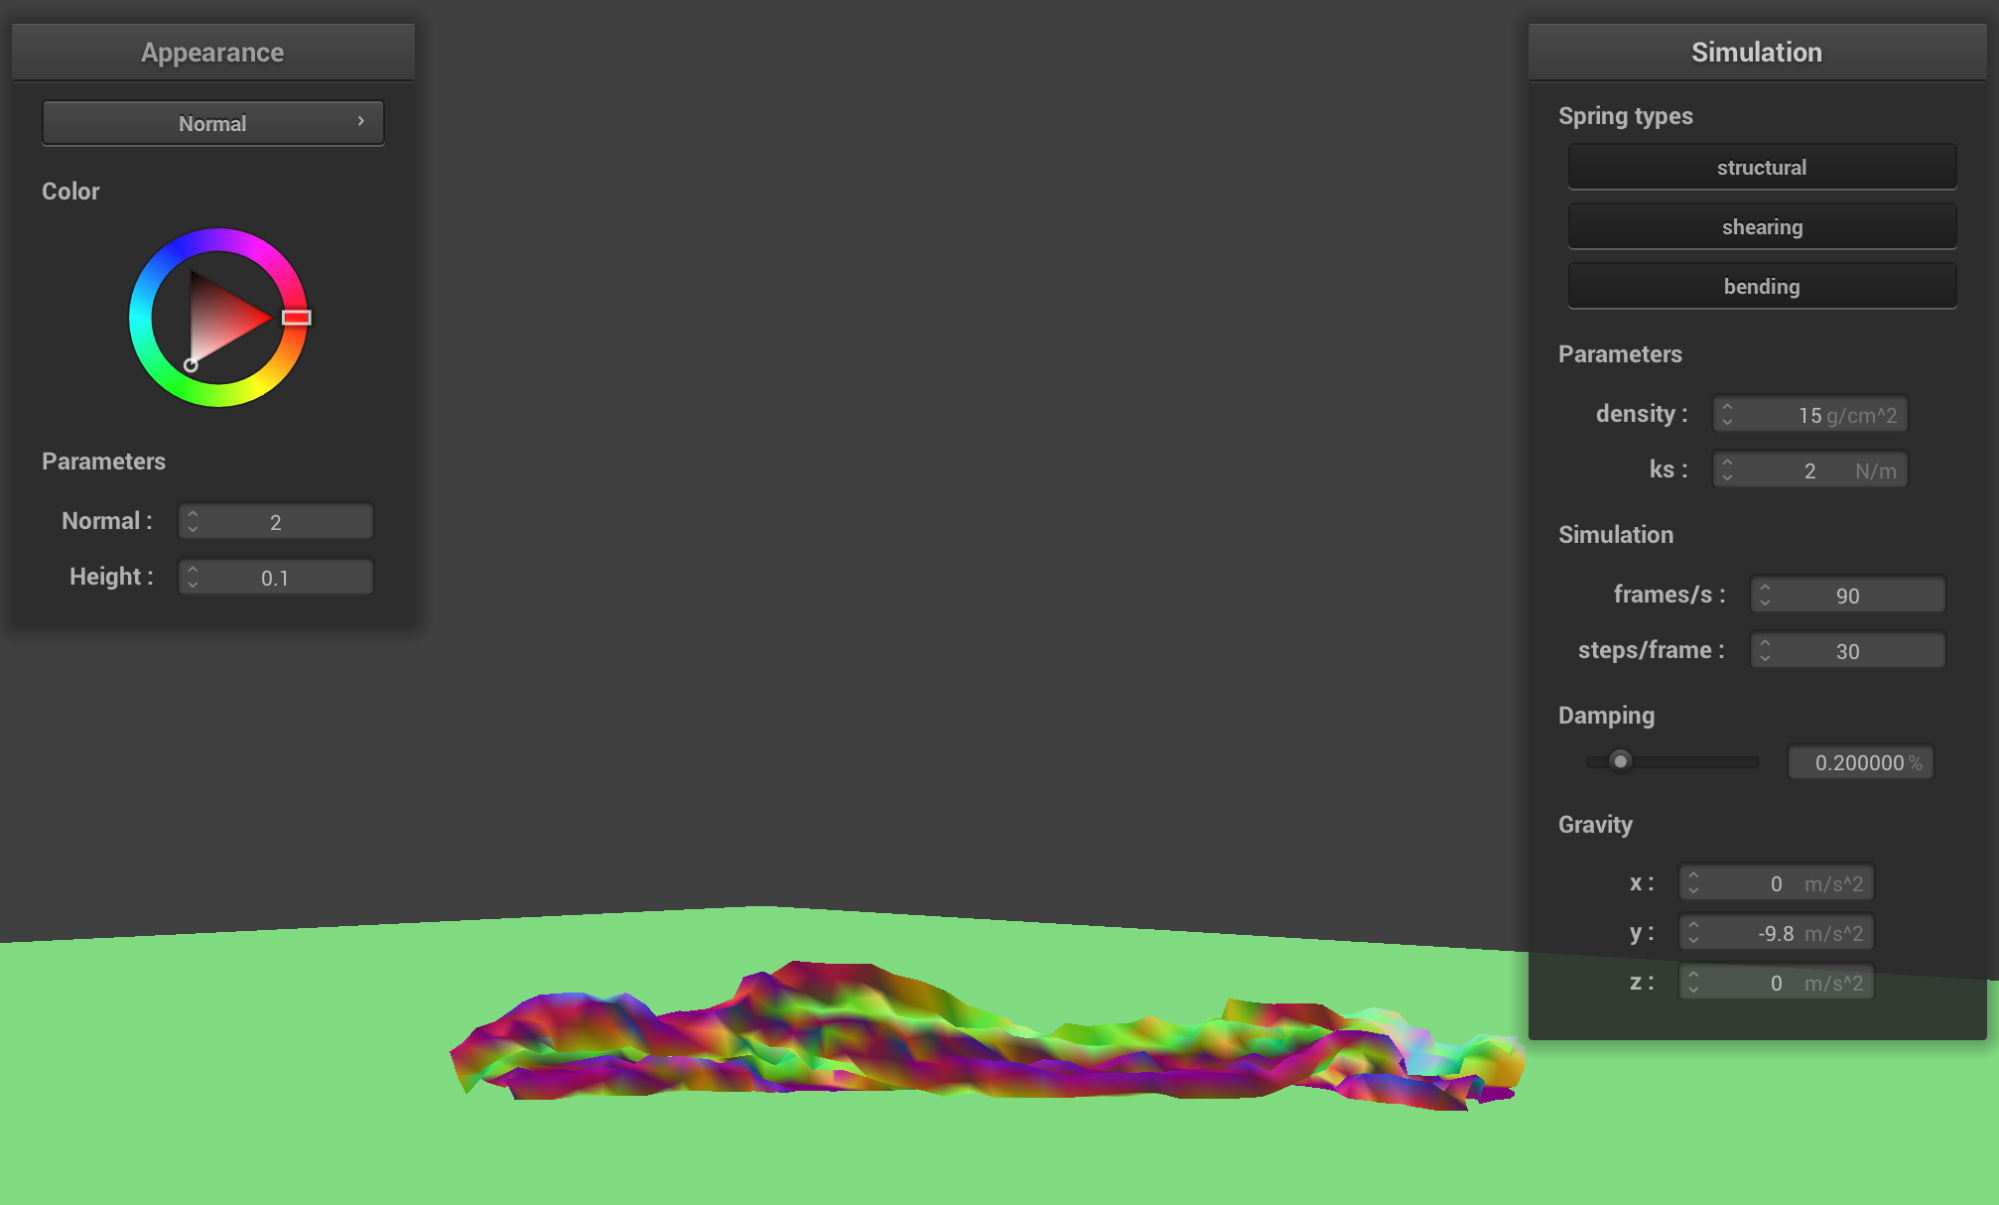 Appearance
Normal
Color
Parameters
Normal : 2
Height : 0.1
Simulation
Spring types
structural
shearing
bending
Parameters
density : 15 g/cm^2
ks : 2 N/m
Simulation
frames/s : 90
steps/frame : 30
Damping
0.200000 %
Gravity
x : 0 m/s^2
y : -9.8 m/s^2
z : 0 m/s^2